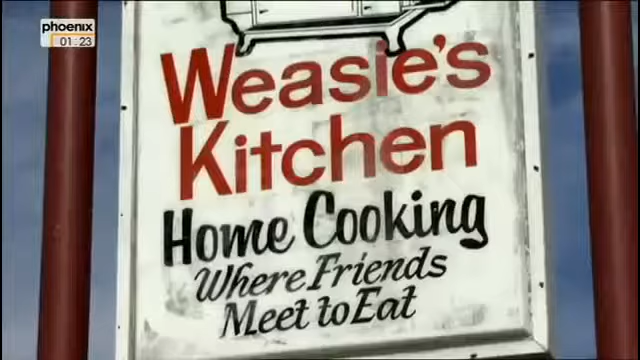 phoenix
01:23
Weasie's
Kitchen
Home Cooking
Where Friends
Meet to Eat